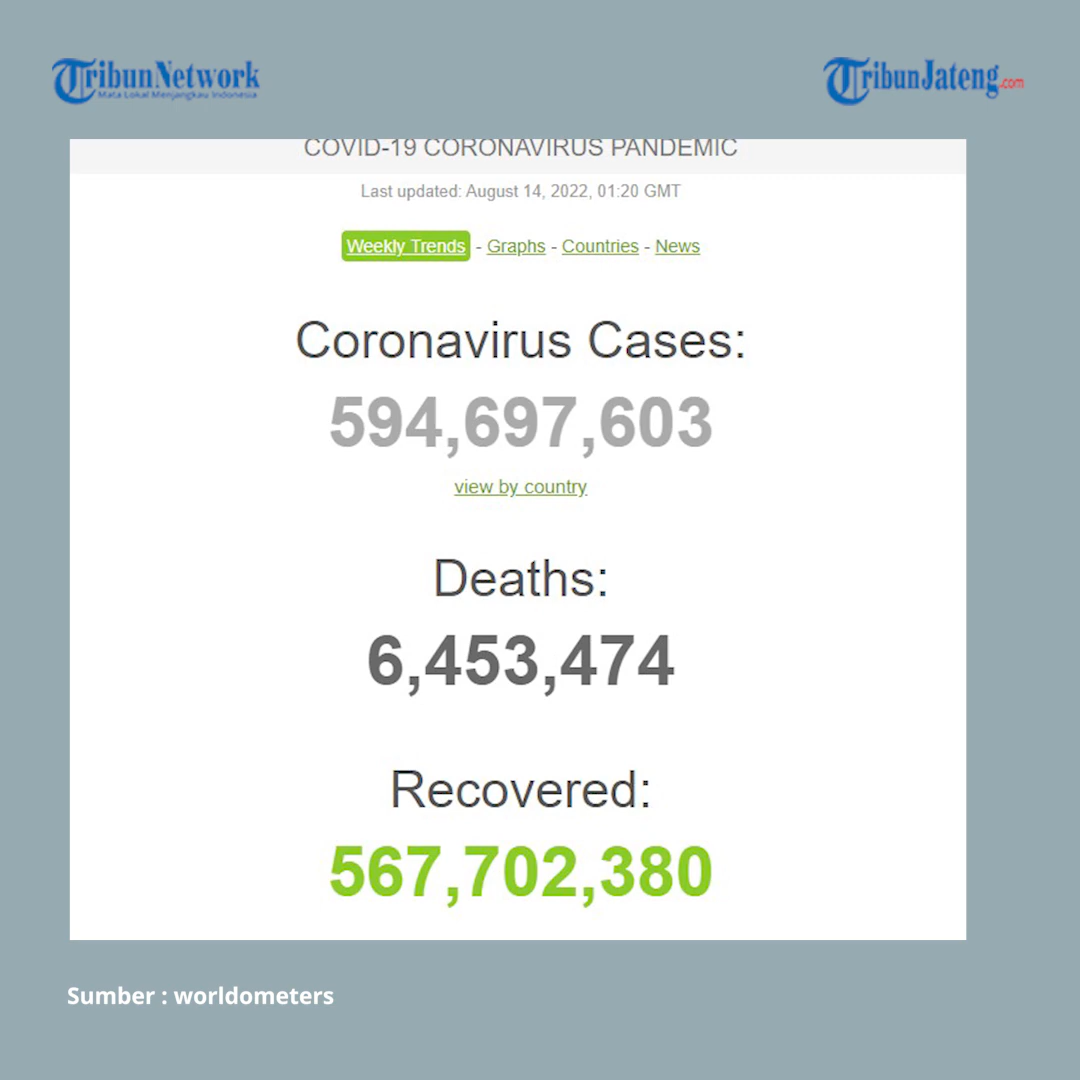 TribunNetwork
Mata Lokal Menjangkau Indonesia
TribunJateng.com
COVID-19 CORONAVIRUS PANDEMIC
Last updated: August 14, 2022, 01:20 GMT
Weekly Trends - Graphs - Countries - News
Coronavirus Cases:
594,697,603
view by country
Deaths:
6,453,474
Recovered:
567,702,380
Sumber : worldometers